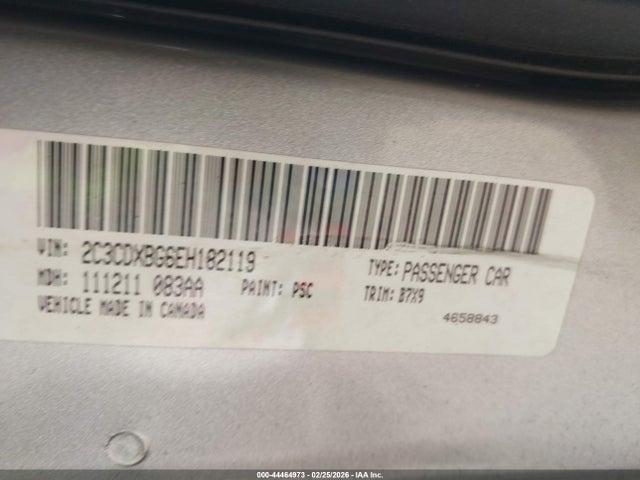 VIN: 2C3CDXBG6EH182119
TYPE: PASSENGER CAR
MDH: 111211 083AA
PAINT: PSC
TRIM: B7X9
VEHICLE MADE IN CANADA
4658843
000-44464973 - 02/25/2026 - IAA Inc.